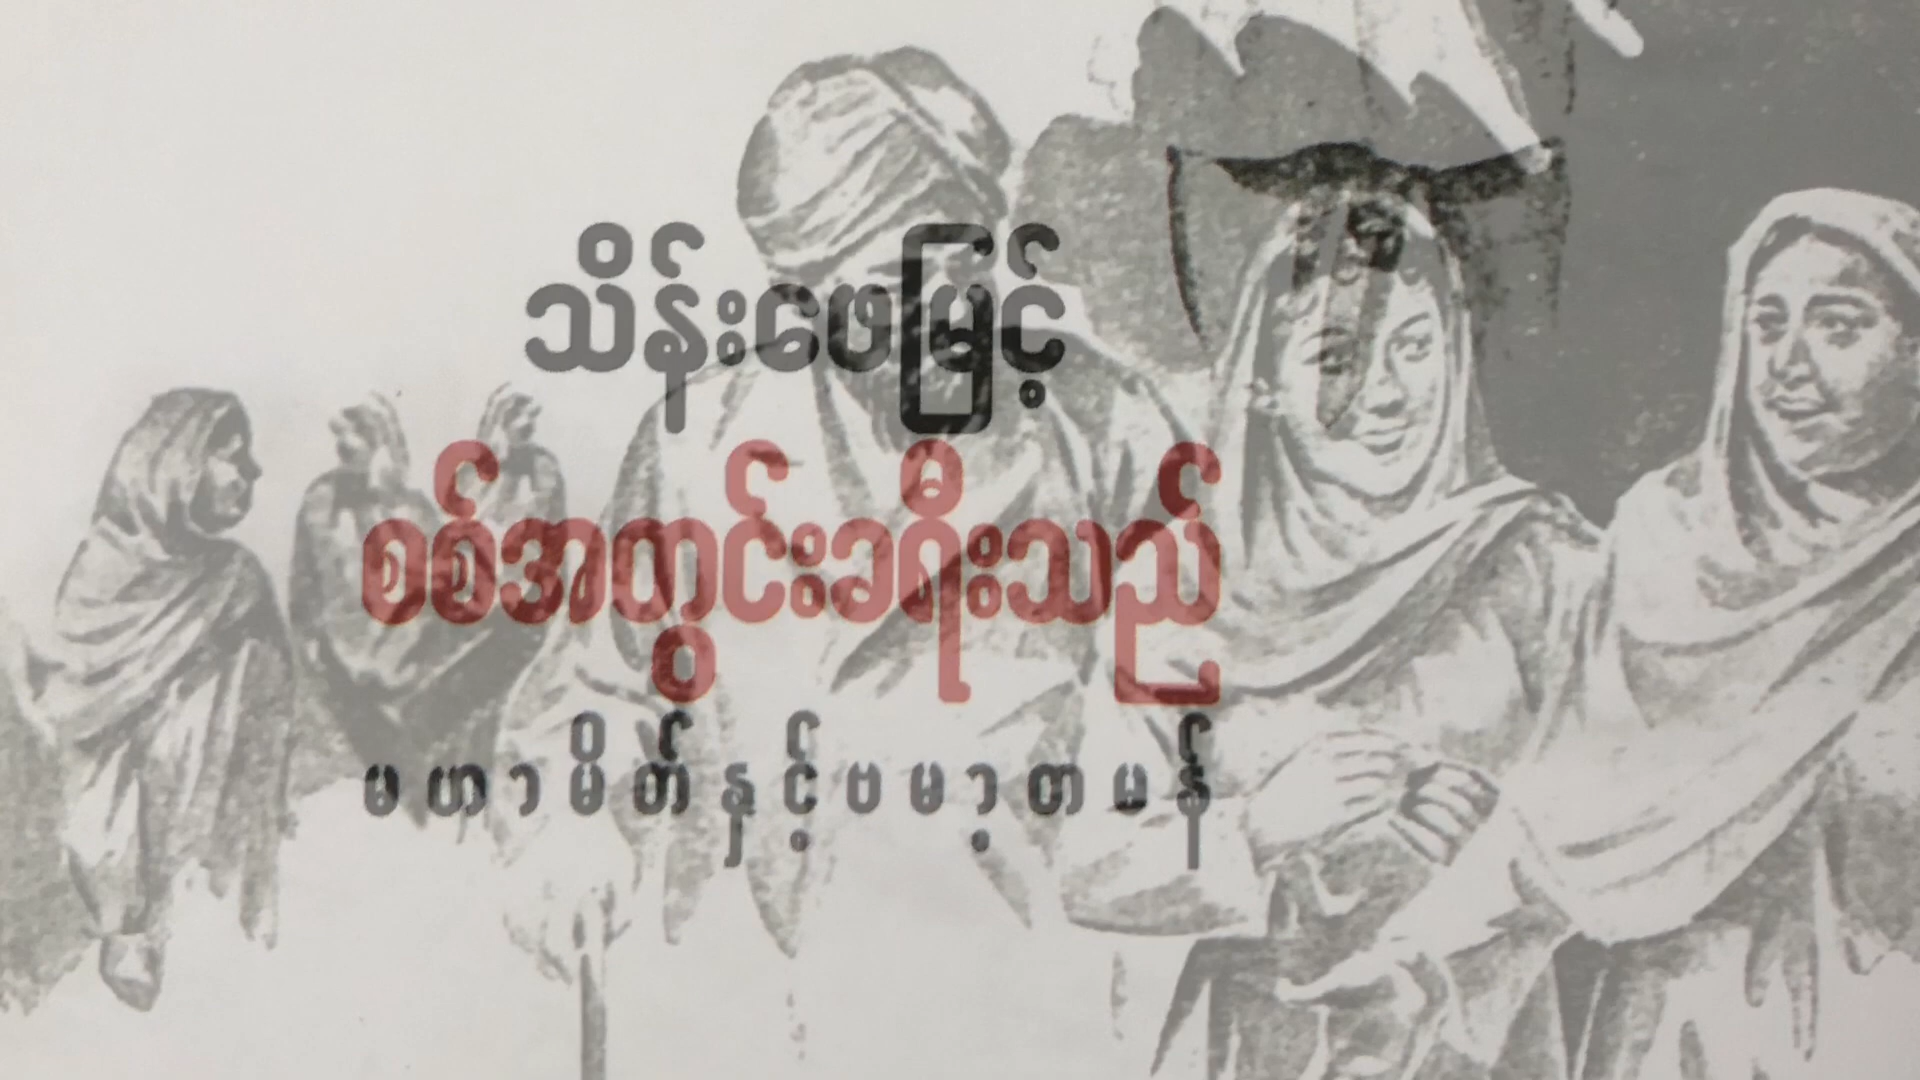 သိန်းဖေမြင့်
စစ်အတွင်းခရီးသည်
မဟာမိတ်နှင့်ဗမာ့တမန်